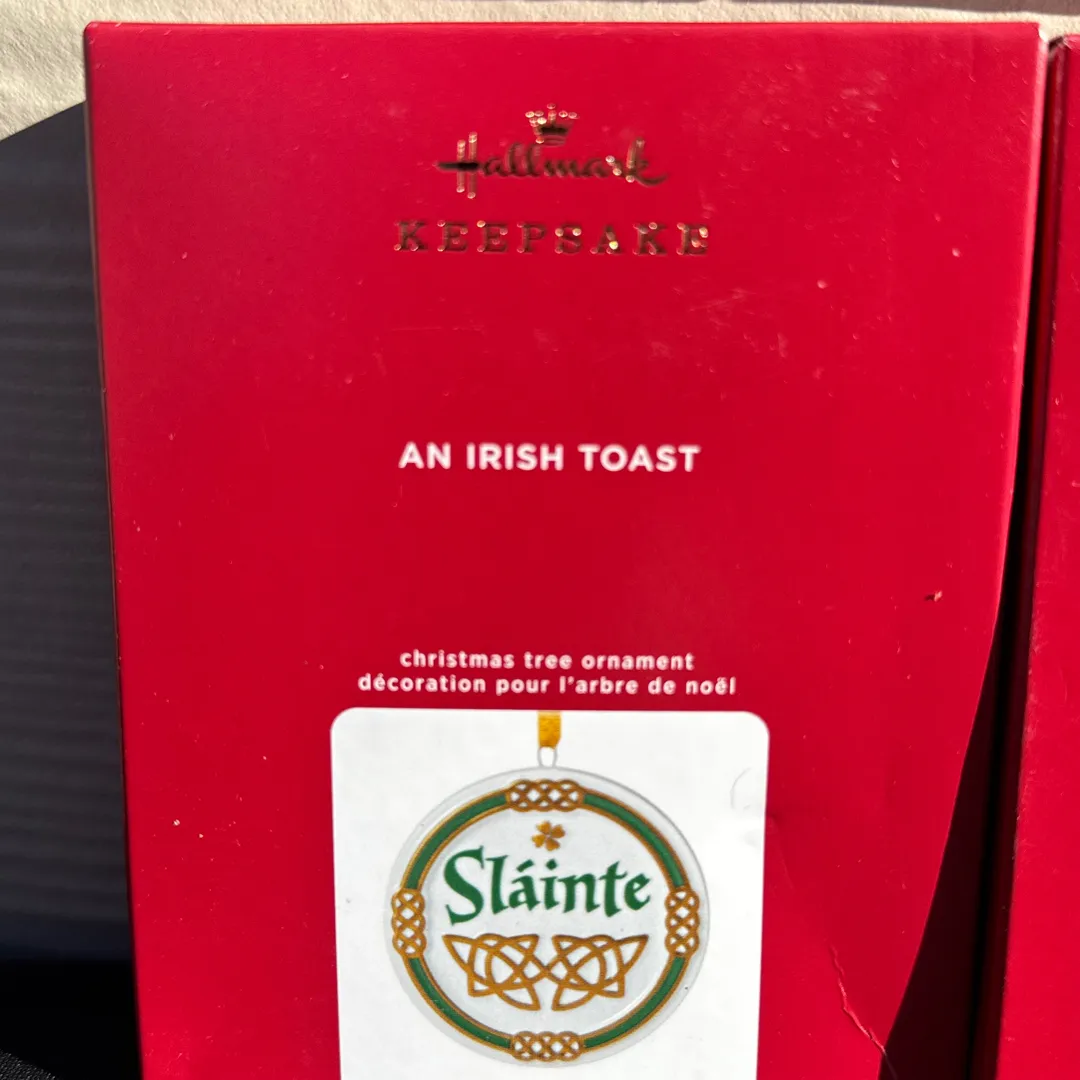 Hallmark
KEEPSAKE
AN IRISH TOAST
christmas tree ornament
décoration pour l'arbre de noël
Sláinte